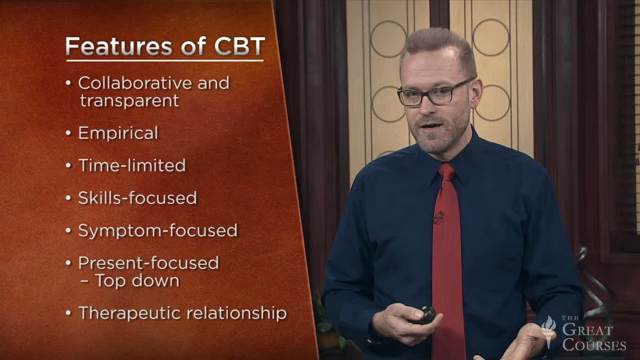 Features of CBT
• Collaborative and
transparent
• Empirical
• Time-limited
• Skills-focused
• Symptom-focused
• Present-focused
– Top down
• Therapeutic relationship
THE
GREAT
COURSES